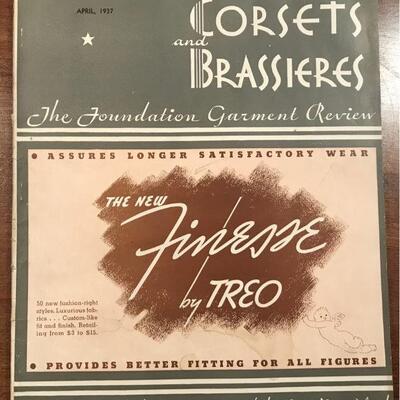 APRIL, 1937
CORSETS
and
BRASSIERES
The Foundation Garment Review
• ASSURES LONGER SATISFACTORY WEAR •
THE NEW
Finesse
by TREO
50 new fashion-right
styles. Luxurious fab-
rics . . . Custom-like
fit and finish. Retail-
ing from $3 to $15.
• PROVIDES BETTER FITTING FOR ALL FIGURES •